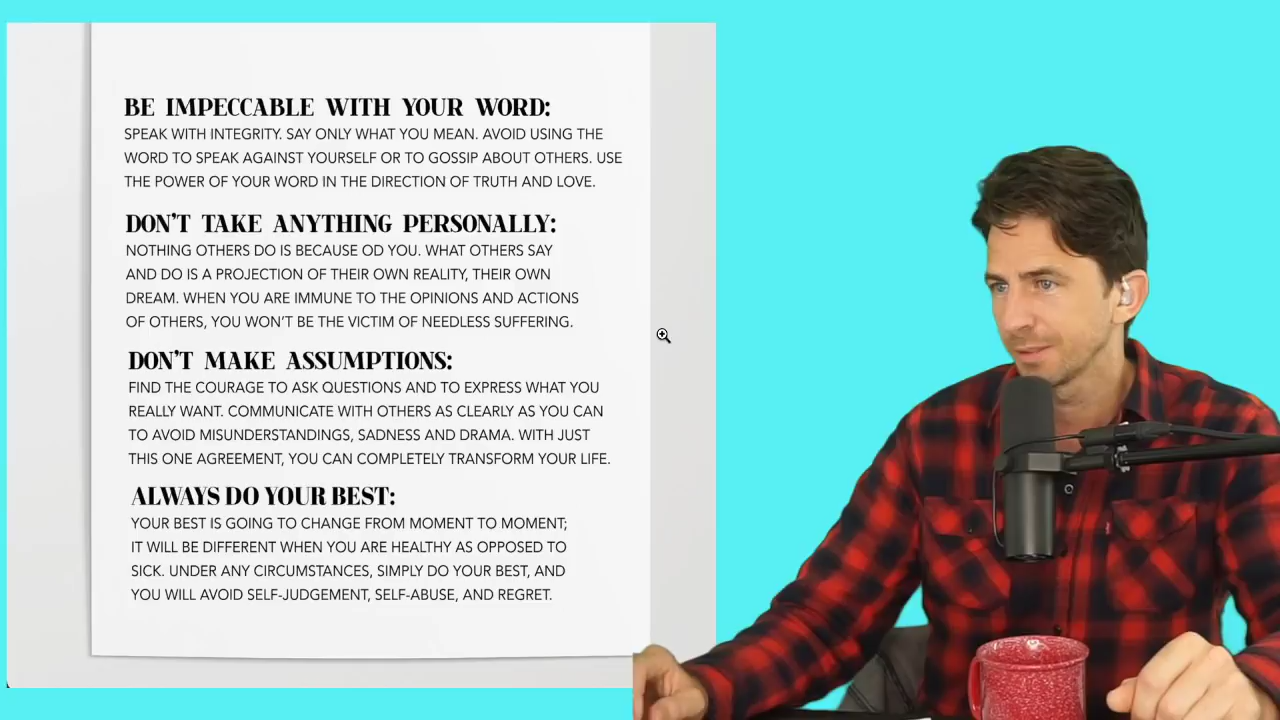 BE IMPECCABLE WITH YOUR WORD:
SPEAK WITH INTEGRITY. SAY ONLY WHAT YOU MEAN. AVOID USING THE
WORD TO SPEAK AGAINST YOURSELF OR TO GOSSIP ABOUT OTHERS. USE
THE POWER OF YOUR WORD IN THE DIRECTION OF TRUTH AND LOVE.
DON'T TAKE ANYTHING PERSONALLY:
NOTHING OTHERS DO IS BECAUSE OD YOU. WHAT OTHERS SAY
AND DO IS A PROJECTION OF THEIR OWN REALITY, THEIR OWN
DREAM. WHEN YOU ARE IMMUNE TO THE OPINIONS AND ACTIONS
OF OTHERS, YOU WON'T BE THE VICTIM OF NEEDLESS SUFFERING.
DON'T MAKE ASSUMPTIONS:
FIND THE COURAGE TO ASK QUESTIONS AND TO EXPRESS WHAT YOU
REALLY WANT. COMMUNICATE WITH OTHERS AS CLEARLY AS YOU CAN
TO AVOID MISUNDERSTANDINGS, SADNESS AND DRAMA. WITH JUST
THIS ONE AGREEMENT, YOU CAN COMPLETELY TRANSFORM YOUR LIFE.
ALWAYS DO YOUR BEST:
YOUR BEST IS GOING TO CHANGE FROM MOMENT TO MOMENT;
IT WILL BE DIFFERENT WHEN YOU ARE HEALTHY AS OPPOSED TO
SICK. UNDER ANY CIRCUMSTANCES, SIMPLY DO YOUR BEST, AND
YOU WILL AVOID SELF-JUDGEMENT, SELF-ABUSE, AND REGRET.